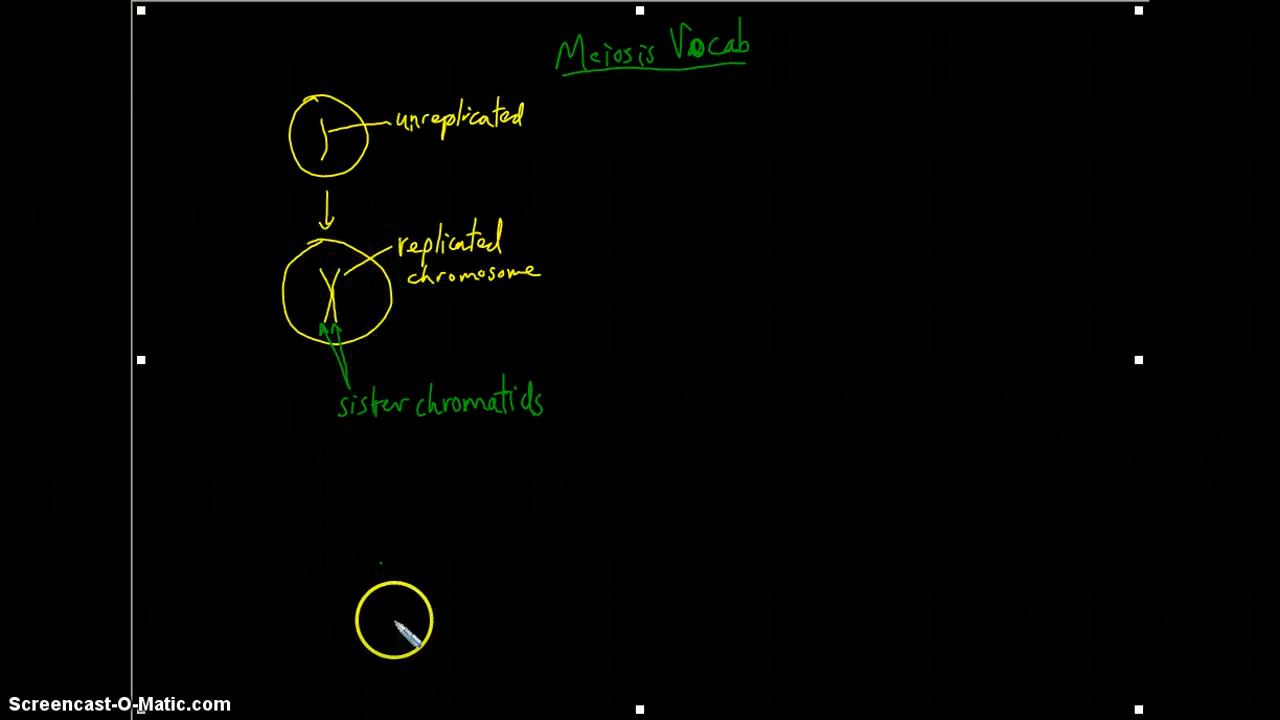 Meiosis Vocab
unreplicated
replicated
chromosome
sister chromatids
Screencast-O-Matic.com